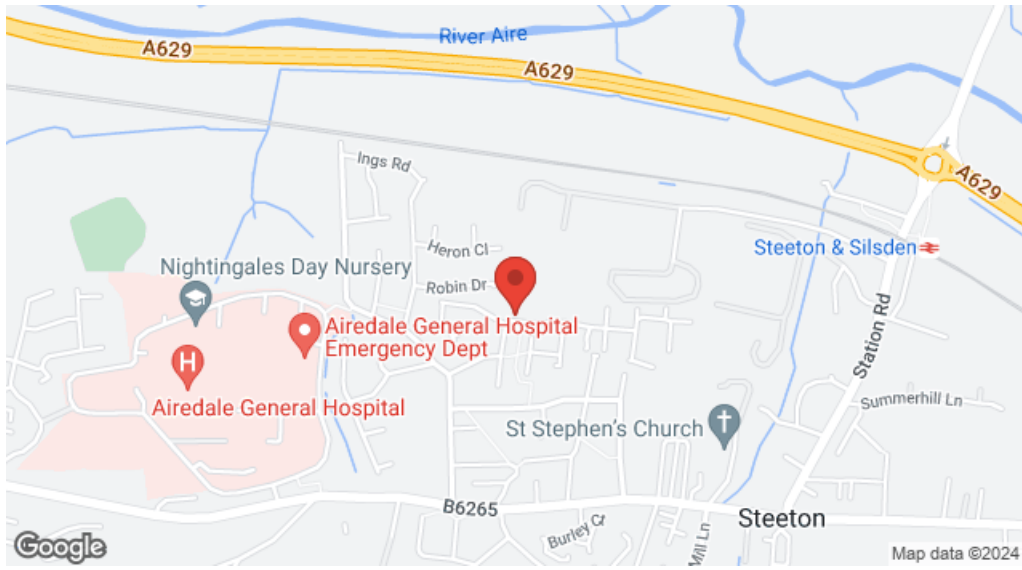 River Aire
A629
A629
A629
Ings Rd
Heron Cl
Steeton & Silsden
Nightingales Day Nursery
Robin Dr
Airedale General Hospital
Emergency Dept
Station Rd
H
Airedale General Hospital
Summerhill Ln
St Stephen's Church
B6265
Steeton
Burley Ct
Mill Ln
Google
Map data ©2024